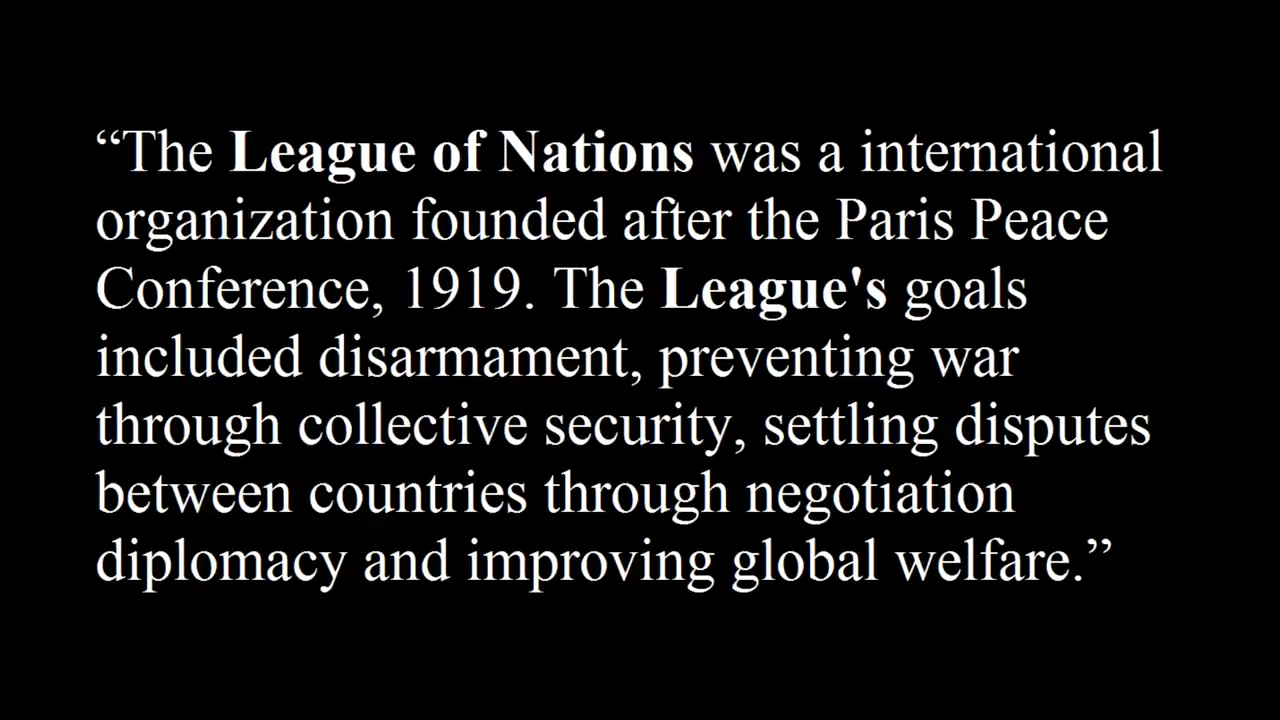 “The League of Nations was a international
organization founded after the Paris Peace
Conference, 1919. The League's goals
included disarmament, preventing war
through collective security, settling disputes
between countries through negotiation
diplomacy and improving global welfare.”